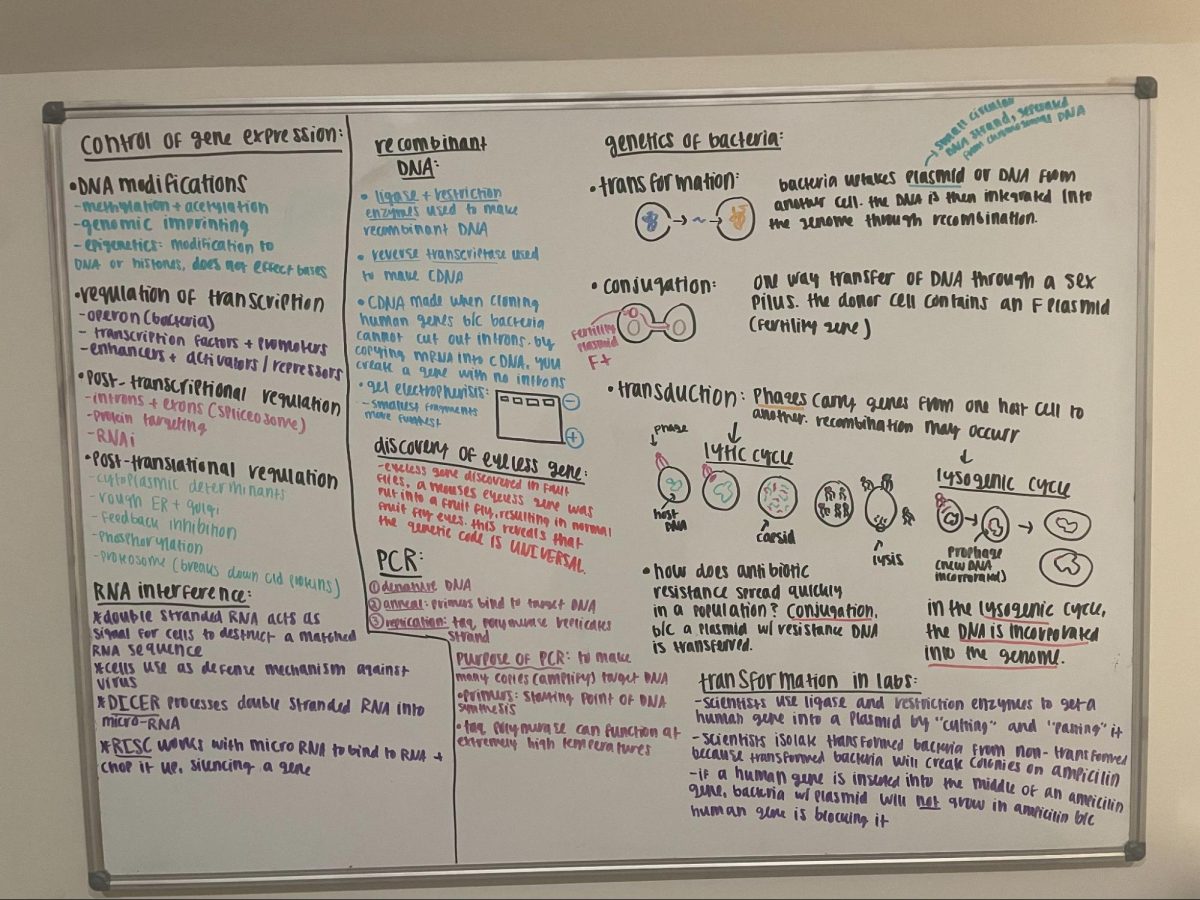 control of gene expression:
•DNA modifications
-methylation + acetylation
-genomic imprinting
-epigenetics: modification to
DNA or histones, does not effect bases
•regulation of transcription
-operon (bacteria)
- transcription factors + promoters
-enhancers + activators / repressors
•Post-transcriptional regulation
-introns + exons (spliceosome)
-protein targeting
-RNAi
•Post-translational regulation
-cytoplasmic determinants
-rough ER + golgi
-feedback inhibition
-phosphorylation
-proteosome (breaks down old proteins)
RNA interference:
*double stranded RNA acts as
signal for cells to destruct a matched
RNA sequence
*cells use as defense mechanism against
virus
*DICER processes double stranded RNA into
micro-RNA
*RISC works with micro RNA to bind to RNA +
chop it up, silencing a gene
recombinant
DNA:
• ligase + restriction
enzymes used to make
recombinant DNA
• reverse transcriptase used
to make cDNA
• CDNA made when cloning
human genes b/c bacteria
cannot cut out introns. by
copying mRNA into cDNA, you
create a gene with no introns
•gel electropherisis:
-smallest fragments
move furthest
−
+
discovery of eyeless gene:
-eyeless gene discovered in fruit
flies. a mouses eyeless gene was
put into a fruit fly, resulting in normal
fruit fly eyes. this reveals that
the genetic code is UNIVERSAL.
PCR:
① denature DNA
② anneal: primers bind to target DNA
③ replication: taq polymerase replicates
strand
Purpose of PCR: to make
many copies (amplify) target DNA
•primers: starting point of DNA
synthesis
•taq polymerase can function at
extremely high temperatures
genetics of bacteria:
→ small circular
DNA strand, seperated
from chromosomal DNA
•transformation:
bacteria uptakes plasmid or DNA from
another cell. the DNA is then integrated into
the genome through recombination.
• conjugation:
one way transfer of DNA through a sex
pilus. the donor cell contains an F plasmid
(fertility gene)
fertility
plasmid
F+
•transduction: Phages carry genes from one host cell to
another. recombination may occur
phage
lytic cycle
host
DNA
capsid
lysis
lysogenic cycle
prophage
(new DNA
incorporated)
• how does antibiotic
resistance spread quickly
in a population? Conjugation,
b/c a plasmid w/ resistance DNA
is transferred.
in the lysogenic cycle,
the DNA is incorporated
into the genome.
transformation in labs:
-scientists use ligase and restriction enzymes to get a
human gene into a plasmid by "cutting" and "pasting" it
-scientists isolate transformed bacteria from non-transformed
because transformed bacteria will create colonies on ampicilin
-if a human gene is inserted into the middle of an ampicilin
gene, bacteria w/ plasmid will not grow in ampicilin b/c
human gene is blocking it